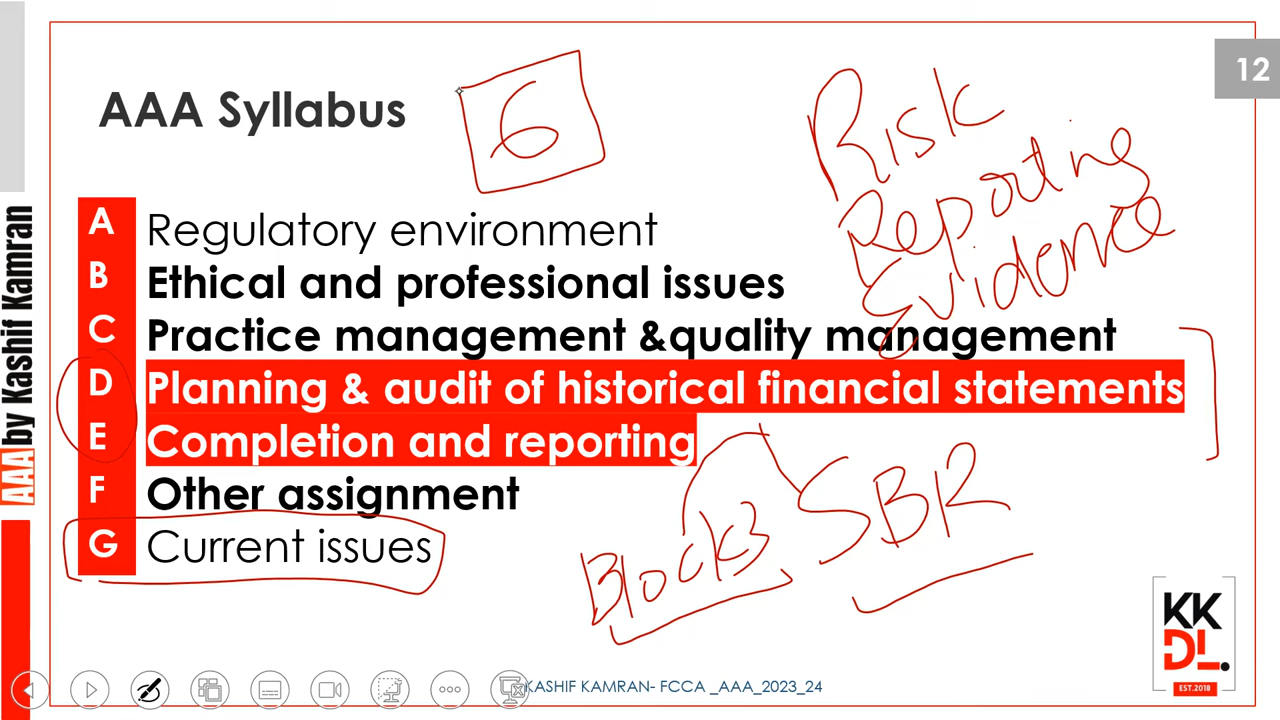 12
AAA Syllabus
6
Risk
Reporting
Evidence
A Regulatory environment
B Ethical and professional issues
C Practice management &quality management
D Planning & audit of historical financial statements
E Completion and reporting
F Other assignment
G Current issues
Blocks
SBR
AAA by Kashif Kamran
KK
DL.
EST.2018
KASHIF KAMRAN- FCCA _AAA_2023_24